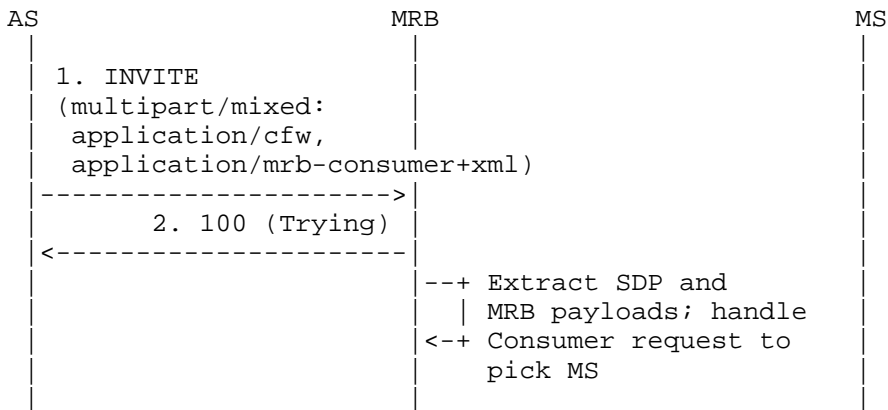 AS MRB MS
1. INVITE
(multipart/mixed:
application/cfw,
application/mrb-consumer+xml)
2. 100 (Trying)
Extract SDP and
MRB payloads; handle
Consumer request to
pick MS